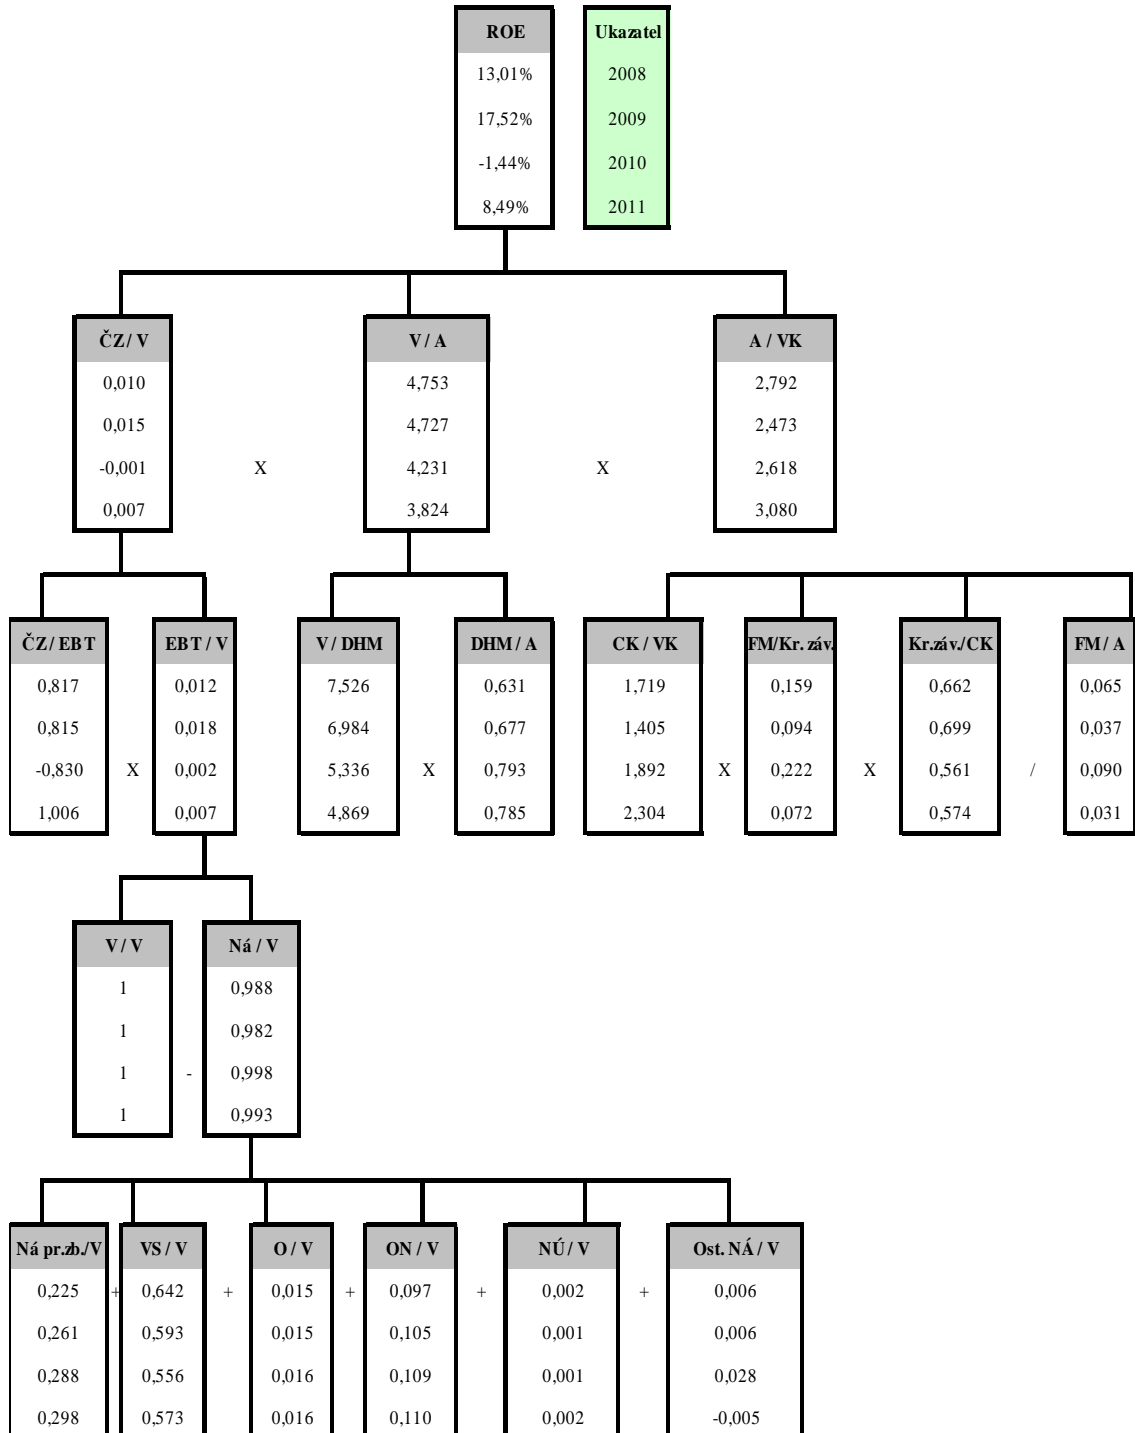 ROE Ukazatel
13,01% 2008
17,52% 2009
-1,44% 2010
8,49% 2011
ČZ / V V / A A / VK
0,010 4,753 2,792
0,015 4,727 2,473
-0,001 X 4,231 X 2,618
0,007 3,824 3,080
ČZ / EBT EBT / V V / DHM DHM / A CK / VK FM/Kr. záv. Kr.záv./CK FM / A
0,817 0,012 7,526 0,631 1,719 0,159 0,662 0,065
0,815 0,018 6,984 0,677 1,405 0,094 0,699 0,037
-0,830 X 0,002 5,336 X 0,793 1,892 X 0,222 X 0,561 / 0,090
1,006 0,007 4,869 0,785 2,304 0,072 0,574 0,031
V / V Ná / V
1 0,988
1 0,982
1 - 0,998
1 0,993
Ná pr.zb./V VS / V O / V ON / V NÚ / V Ost. NÁ / V
0,225 + 0,642 + 0,015 + 0,097 + 0,002 + 0,006
0,261 0,593 0,015 0,105 0,001 0,006
0,288 0,556 0,016 0,109 0,001 0,028
0,298 0,573 0,016 0,110 0,002 -0,005